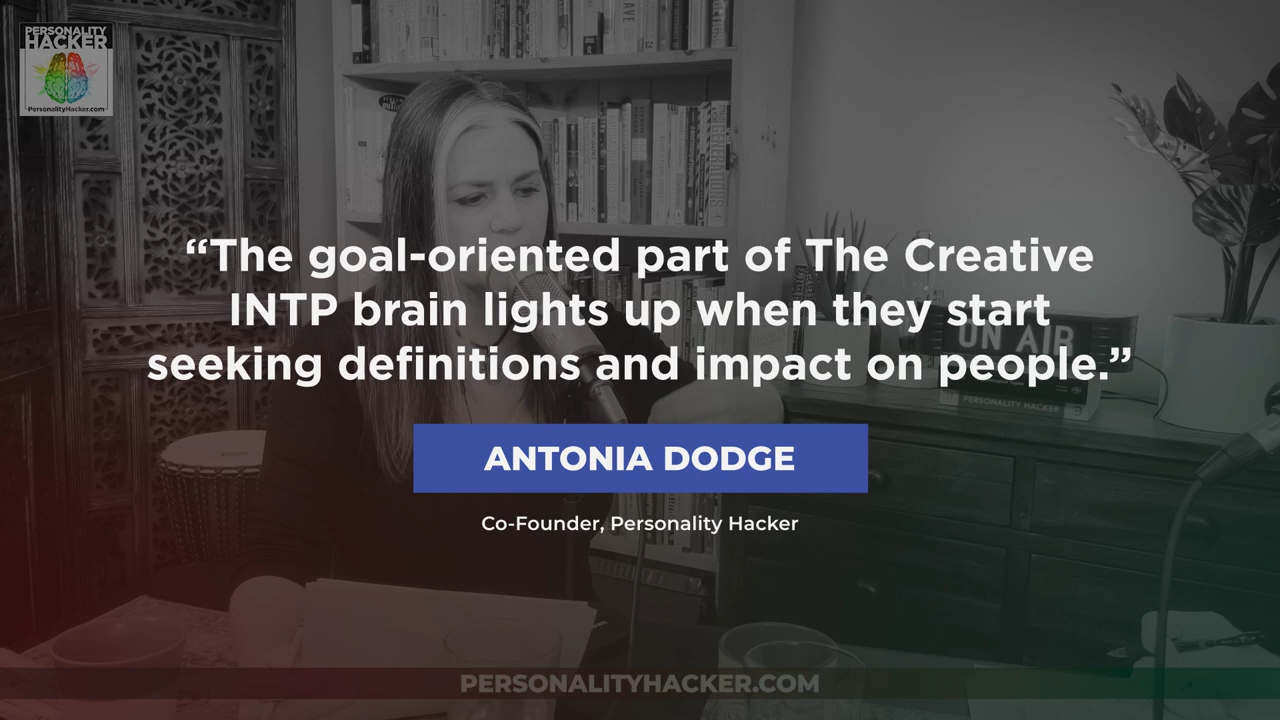 PERSONALITY
HACKER
PersonalityHacker.com
“The goal-oriented part of The Creative
INTP brain lights up when they start
seeking definitions and impact on people.”
ON AIR
PERSONALITY HACKER
ANTONIA DODGE
Co-Founder, Personality Hacker
PERSONALITYHACKER.COM